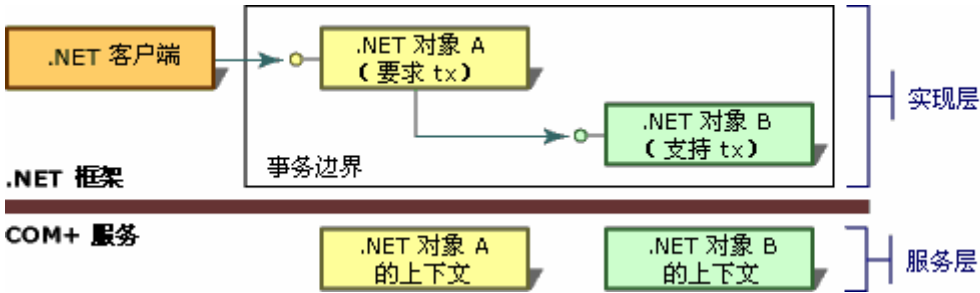 .NET 客户端
.NET 对象 A
（要求 tx）
.NET 对象 B
（支持 tx）
实现层
事务边界
.NET 框架
COM+ 服务
.NET 对象 A
的上下文
.NET 对象 B
的上下文
服务层